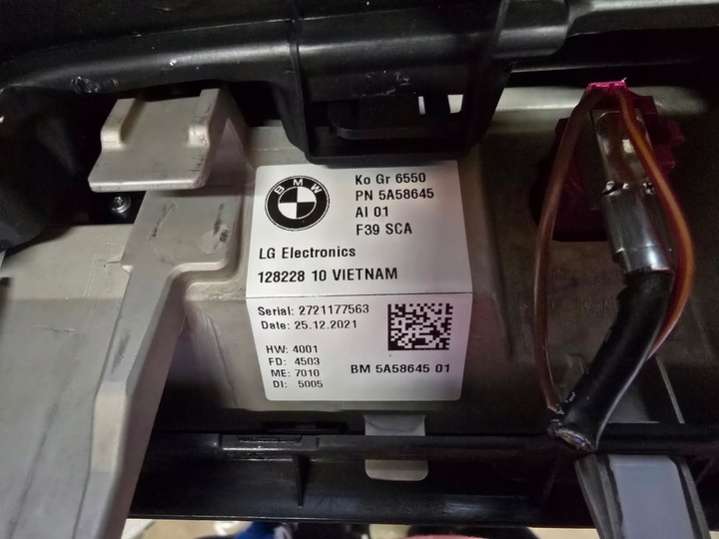 BMW
Ko Gr 6550
PN 5A58645
AI 01
F39 SCA
LG Electronics
128228 10 VIETNAM
Serial: 2721177563
Date: 25.12.2021
HW: 4001
FD: 4503
ME: 7010
DI: 5005
BM 5A58645 01